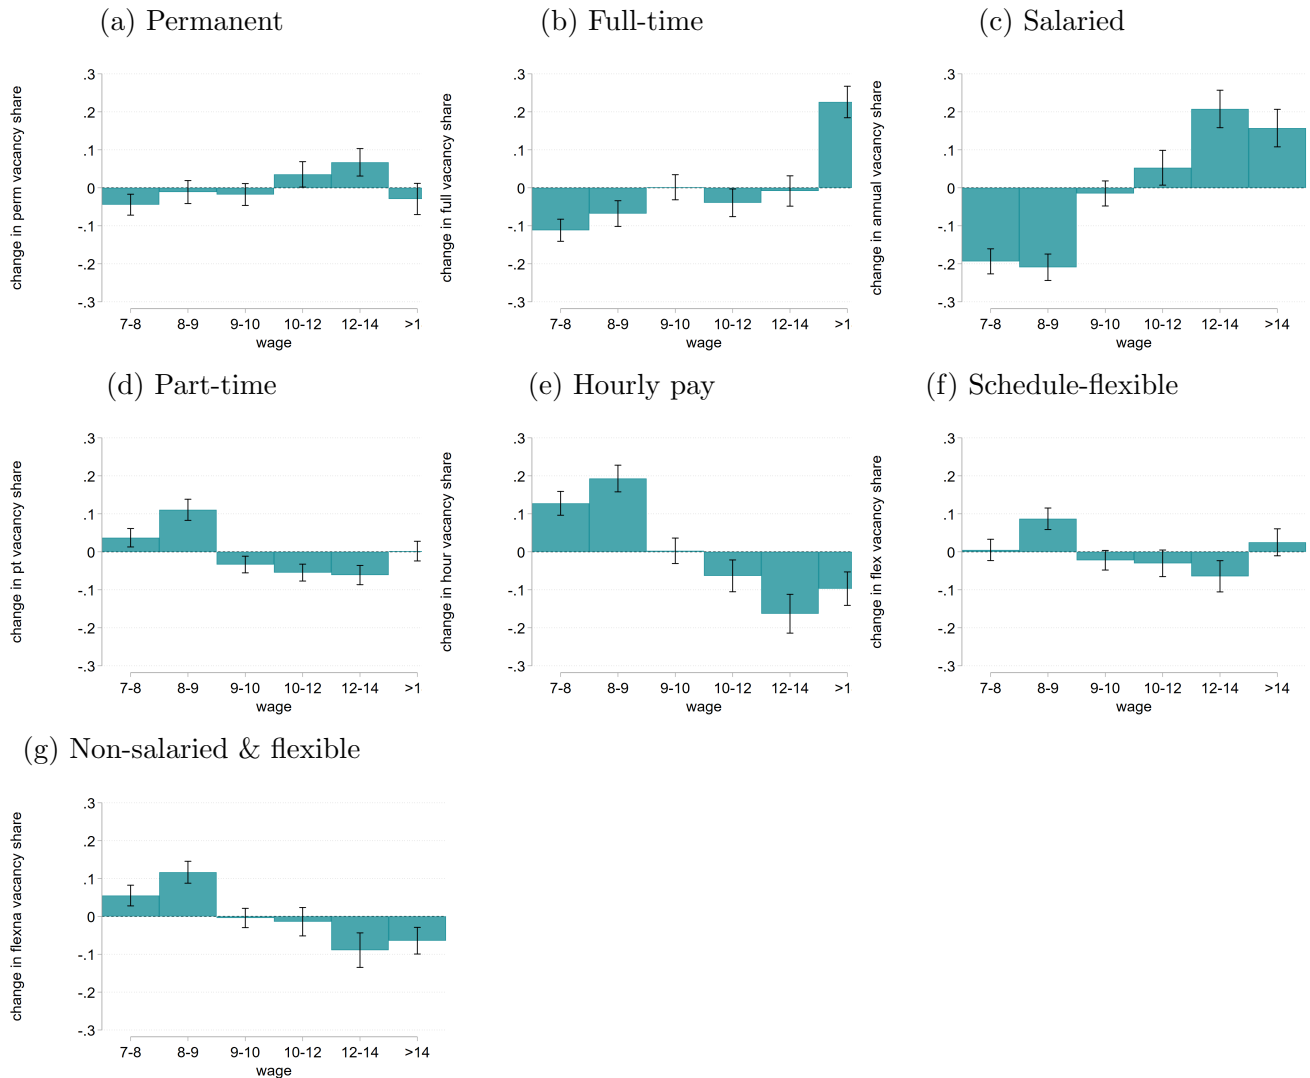 (a) Permanent
(b) Full-time
(c) Salaried
change in perm vacancy share
.3
.2
.1
0
-.1
-.2
-.3
7-8 8-9 9-10 10-12 12-14 >1
wage
change in full vacancy share
.3
.2
.1
0
-.1
-.2
-.3
7-8 8-9 9-10 10-12 12-14 >1
wage
change in annual vacancy share
.3
.2
.1
0
-.1
-.2
-.3
7-8 8-9 9-10 10-12 12-14 >14
wage
(d) Part-time
(e) Hourly pay
(f) Schedule-flexible
change in pt vacancy share
.3
.2
.1
0
-.1
-.2
-.3
7-8 8-9 9-10 10-12 12-14 >1
wage
change in hour vacancy share
.3
.2
.1
0
-.1
-.2
-.3
7-8 8-9 9-10 10-12 12-14 >1
wage
change in flex vacancy share
.3
.2
.1
0
-.1
-.2
-.3
7-8 8-9 9-10 10-12 12-14 >14
wage
(g) Non-salaried & flexible
change in flexna vacancy share
.3
.2
.1
0
-.1
-.2
-.3
7-8 8-9 9-10 10-12 12-14 >14
wage